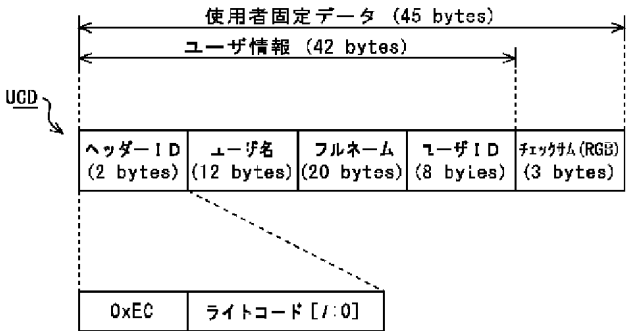 使用者固定データ (45 bytes)
ユーザ情報 (42 bytes)
UCD
ヘッダーID
(2 bytes)
ユーザ名
(12 bytes)
フルネーム
(20 bytes)
ユーザID
(8 bytes)
チェックサム(RGB)
(3 bytes)
0xEC
ライトコード [7:0]